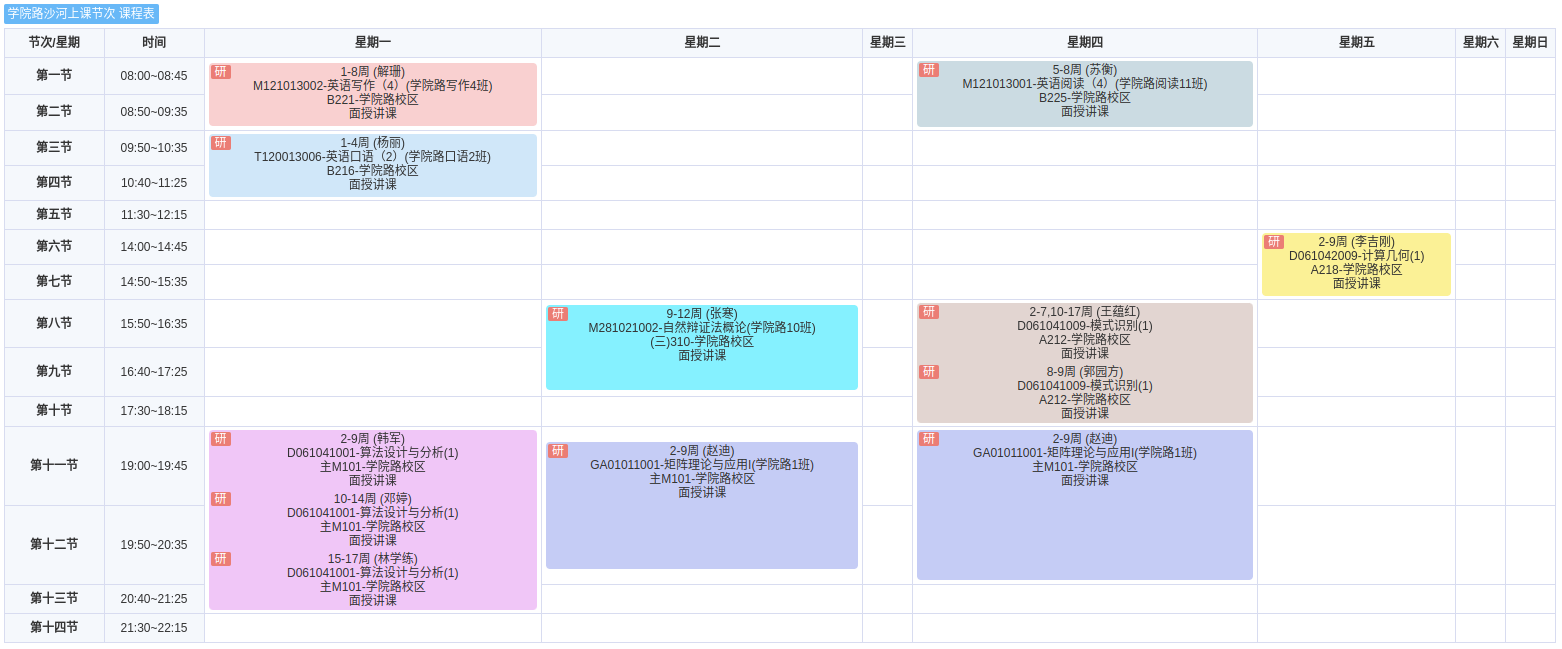 学院路沙河上课节次 课程表
节次/星期 时间 星期一 星期二 星期三 星期四 星期五 星期六 星期日
第一节 08:00~08:45
第二节 08:50~09:35
研 1-8周 (解珊)
M121013002-英语写作（4）(学院路写作4班)
B221-学院路校区
面授讲课
研 5-8周 (苏衡)
M121013001-英语阅读（4）(学院路阅读11班)
B225-学院路校区
面授讲课
第三节 09:50~10:35
第四节 10:40~11:25
研 1-4周 (杨丽)
T120013006-英语口语（2）(学院路口语2班)
B216-学院路校区
面授讲课
第五节 11:30~12:15
第六节 14:00~14:45
第七节 14:50~15:35
研 2-9周 (李吉刚)
D061042009-计算几何(1)
A218-学院路校区
面授讲课
第八节 15:50~16:35
第九节 16:40~17:25
第十节 17:30~18:15
研 9-12周 (张寒)
M281021002-自然辩证法概论(学院路10班)
(三)310-学院路校区
面授讲课
研 2-7,10-17周 (王蕴红)
D061041009-模式识别(1)
A212-学院路校区
面授讲课
研 8-9周 (郭园方)
D061041009-模式识别(1)
A212-学院路校区
面授讲课
第十一节 19:00~19:45
第十二节 19:50~20:35
第十三节 20:40~21:25
研 2-9周 (韩军)
D061041001-算法设计与分析(1)
主M101-学院路校区
面授讲课
研 10-14周 (邓婷)
D061041001-算法设计与分析(1)
主M101-学院路校区
面授讲课
研 15-17周 (林学练)
D061041001-算法设计与分析(1)
主M101-学院路校区
面授讲课
研 2-9周 (赵迪)
GA01011001-矩阵理论与应用I(学院路1班)
主M101-学院路校区
面授讲课
研 2-9周 (赵迪)
GA01011001-矩阵理论与应用I(学院路1班)
主M101-学院路校区
面授讲课
第十四节 21:30~22:15